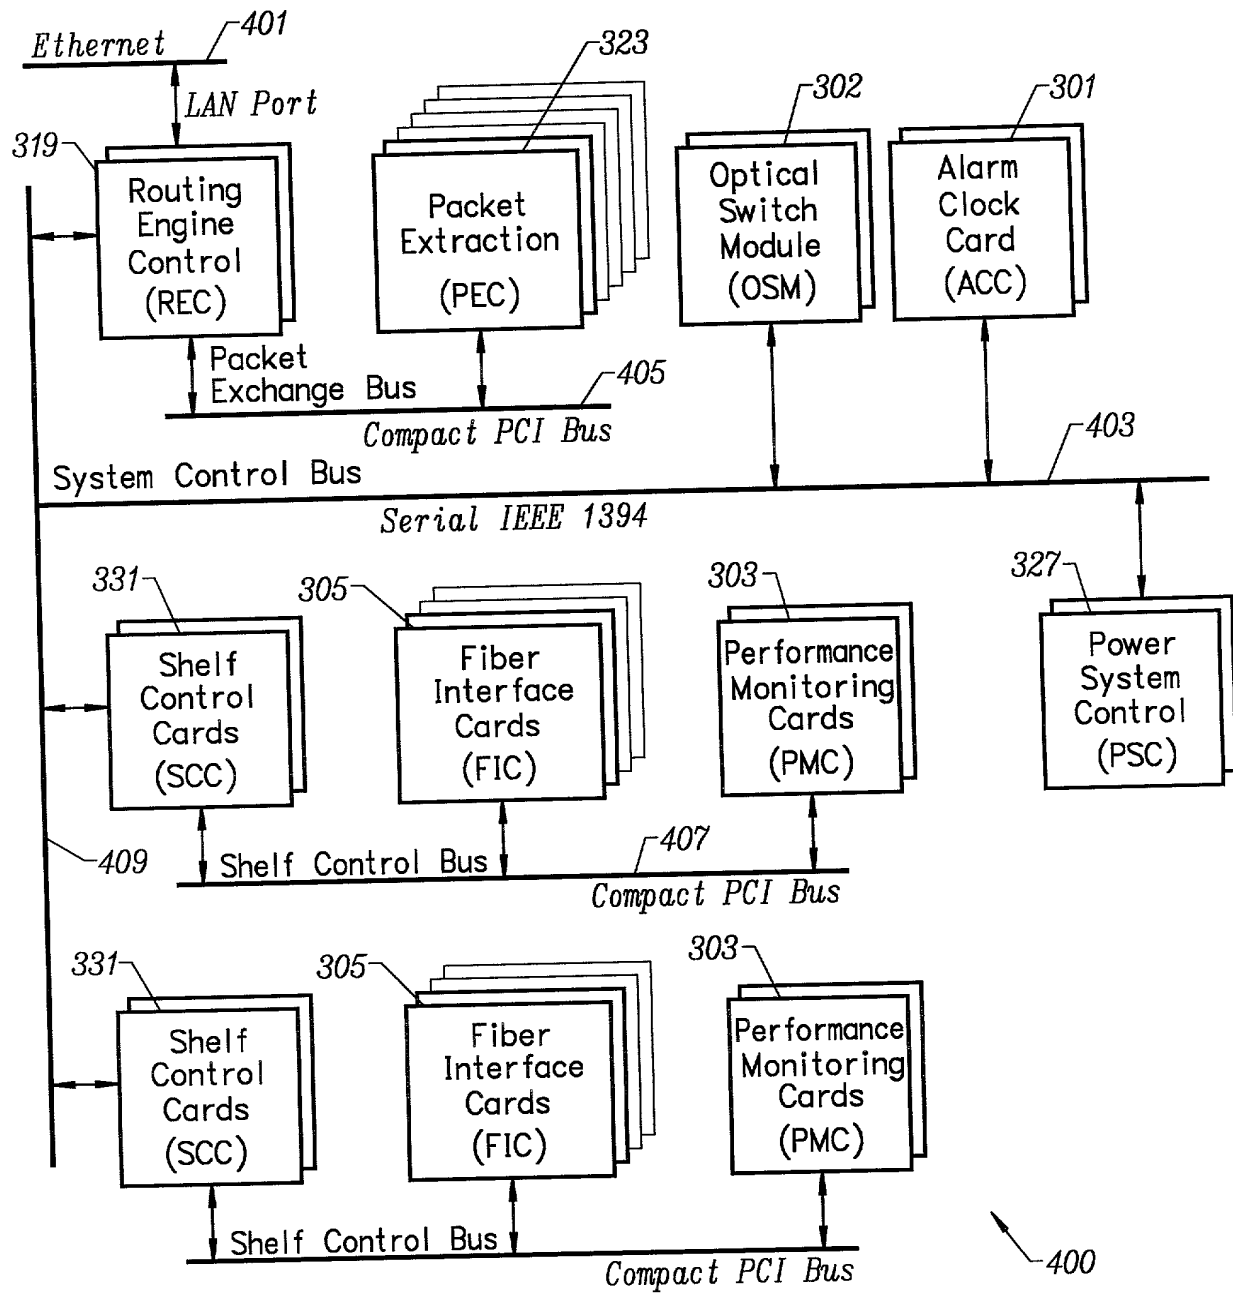 Ethernet
401
LAN Port
319
Routing
Engine
Control
(REC)
323
Packet
Extraction
(PEC)
302
Optical
Switch
Module
(OSM)
301
Alarm
Clock
Card
(ACC)
Packet
Exchange Bus
405
Compact PCI Bus
System Control Bus
403
Serial IEEE 1394
331
Shelf
Control
Cards
(SCC)
305
Fiber
Interface
Cards
(FIC)
303
Performance
Monitoring
Cards
(PMC)
327
Power
System
Control
(PSC)
409
Shelf Control Bus
407
Compact PCI Bus
331
Shelf
Control
Cards
(SCC)
305
Fiber
Interface
Cards
(FIC)
303
Performance
Monitoring
Cards
(PMC)
Shelf Control Bus
Compact PCI Bus
400